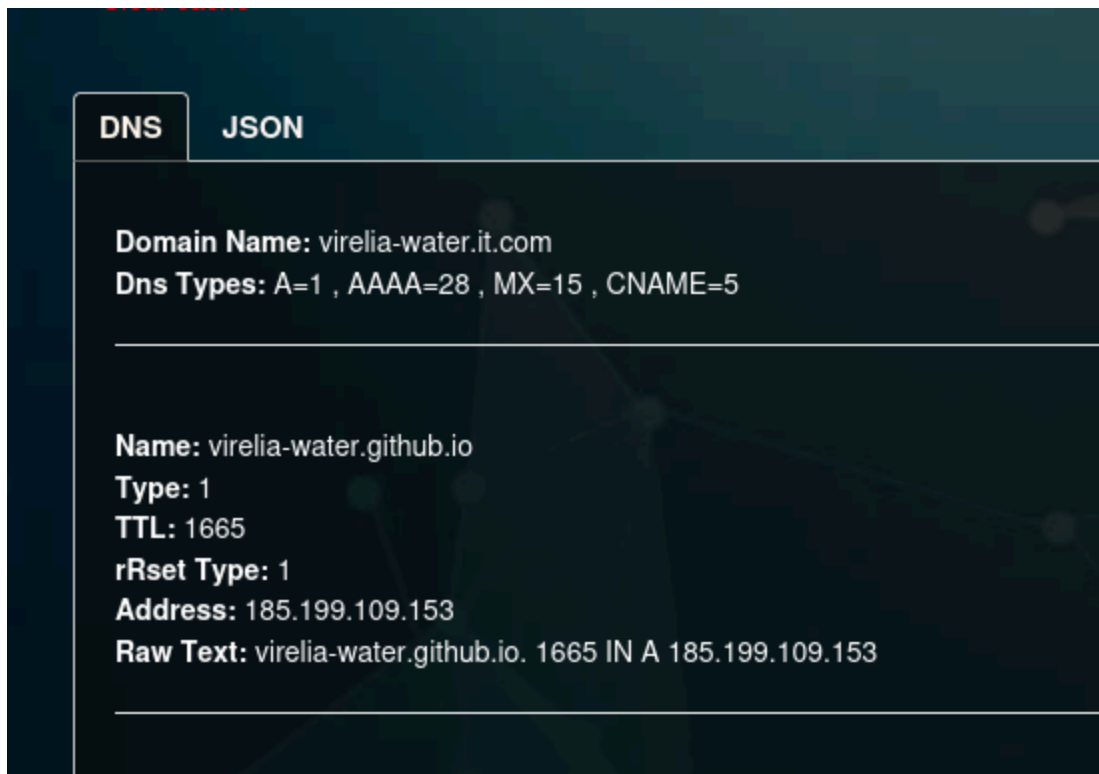 DNS JSON
Domain Name: virelia-water.it.com
Dns Types: A=1 , AAAA=28 , MX=15 , CNAME=5
Name: virelia-water.github.io
Type: 1
TTL: 1665
rRset Type: 1
Address: 185.199.109.153
Raw Text: virelia-water.github.io. 1665 IN A 185.199.109.153